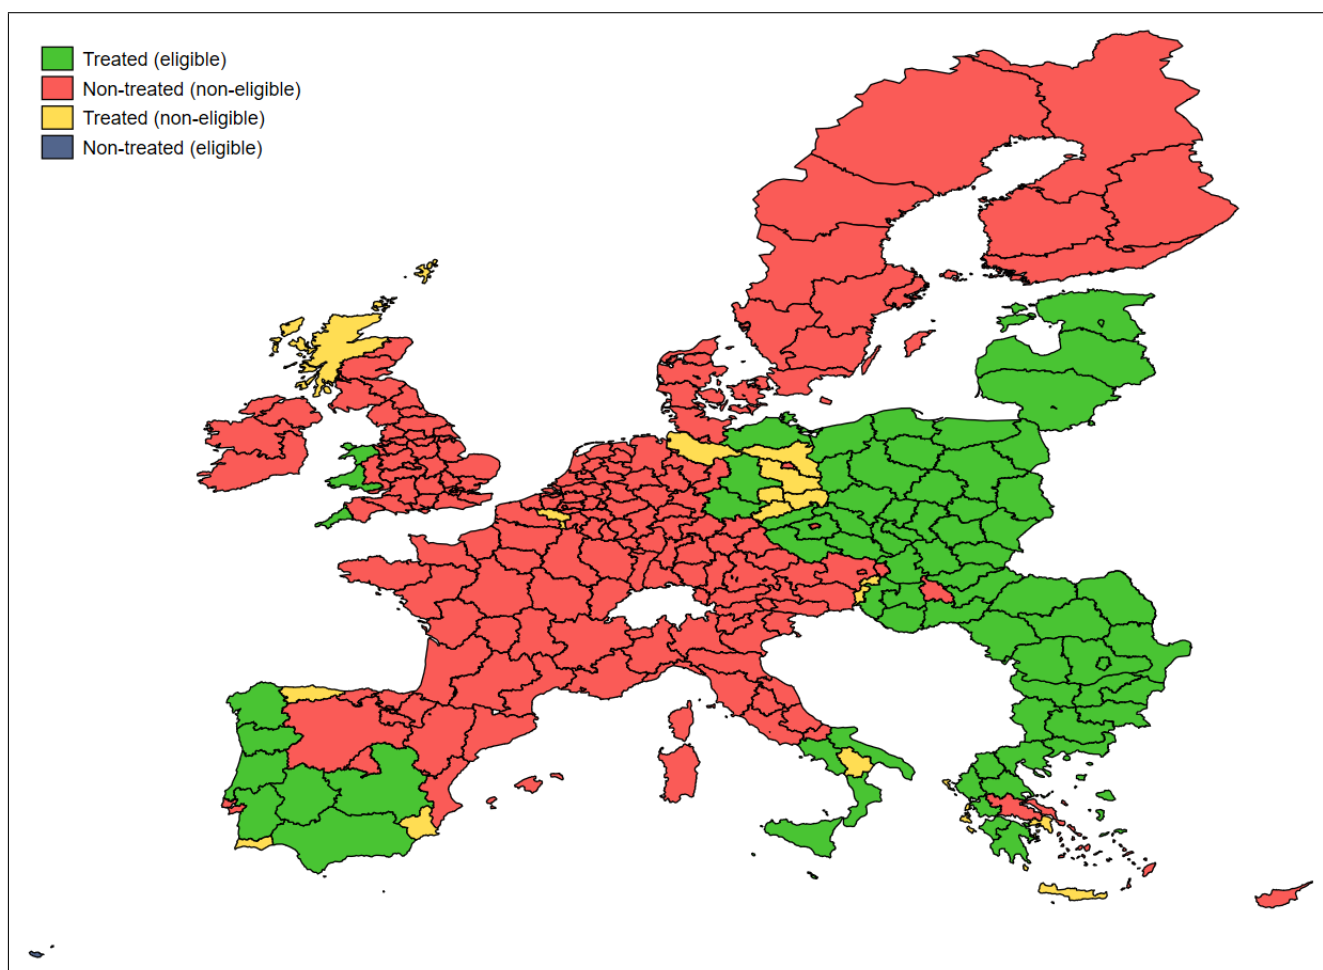 Treated (eligible)
Non-treated (non-eligible)
Treated (non-eligible)
Non-treated (eligible)